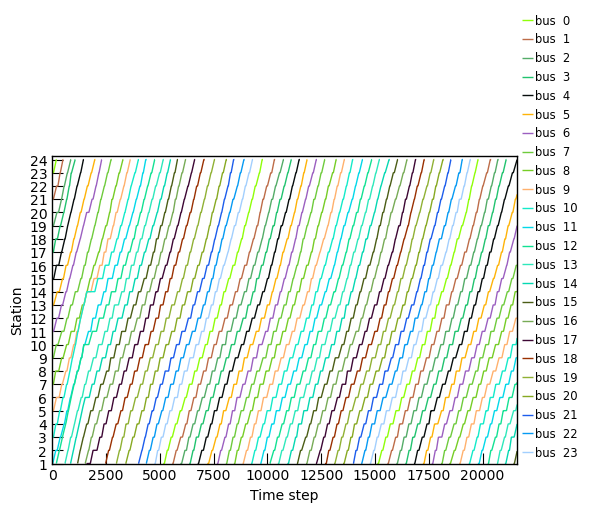 bus 0
bus 1
bus 2
bus 3
bus 4
bus 5
bus 6
bus 7
bus 8
bus 9
bus 10
bus 11
bus 12
bus 13
bus 14
bus 15
bus 16
bus 17
bus 18
bus 19
bus 20
bus 21
bus 22
bus 23
24
23
22
21
20
19
18
17
16
15
14
13
12
11
10
9
8
7
6
5
4
3
2
1
Station
0 2500 5000 7500 10000 12500 15000 17500 20000
Time step